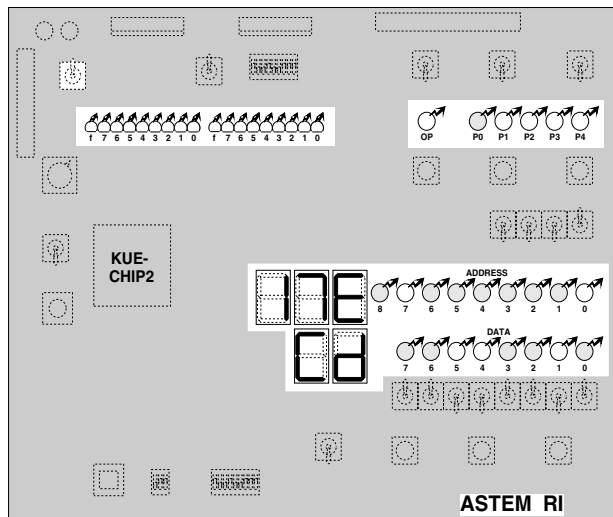 f 7 6 5 4 3 2 1 0 f 7 6 5 4 3 2 1 0
OP P0 P1 P2 P3 P4
KUE-
CHIP2
ADDRESS
17E
8 7 6 5 4 3 2 1 0
DATA
Cd
7 6 5 4 3 2 1 0
ASTEM RI